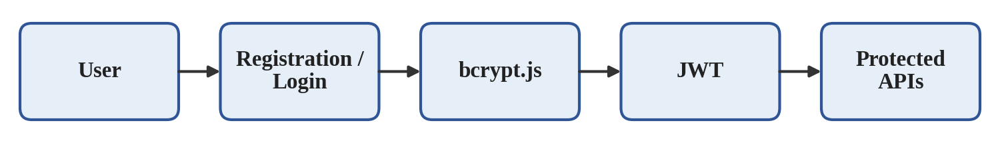 User
Registration /
Login
bcrypt.js
JWT
Protected
APIs